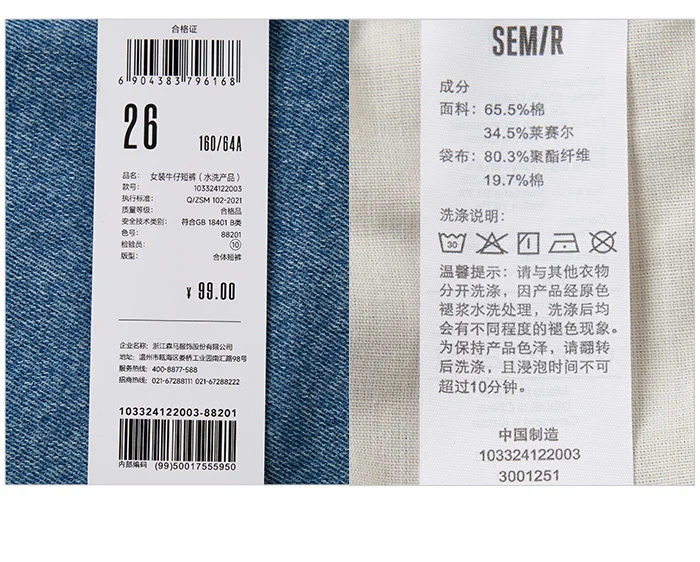 合格证
6 904383 796168
26
160/64A
品名： 女装牛仔短裤（水洗产品）
款号： 103324122003
执行标准： Q/ZSM 102-2021
质量等级： 合格品
安全技术类别： 符合GB 18401 B类
色号： 88201
检验员： ⑩
版型： 合体短裤
¥ 99.00
企业名称：浙江森马服饰股份有限公司
地址：温州市瓯海区娄桥工业园南汇路98号
服务热线：400-8877-588
招商热线：021-67288111 021-67288222
103324122003-88201
内部编码 (99)50017555950
SEM/R
成分
面料：65.5%棉
34.5%莱赛尔
袋布：80.3%聚酯纤维
19.7%棉
洗涤说明：
30
温馨提示：请与其他衣物
分开洗涤，因产品经原色
褪浆水洗处理，洗涤后均
会有不同程度的褪色现象。
为保持产品色泽，请翻转
后洗涤，且浸泡时间不可
超过10分钟。
中国制造
103324122003
3001251